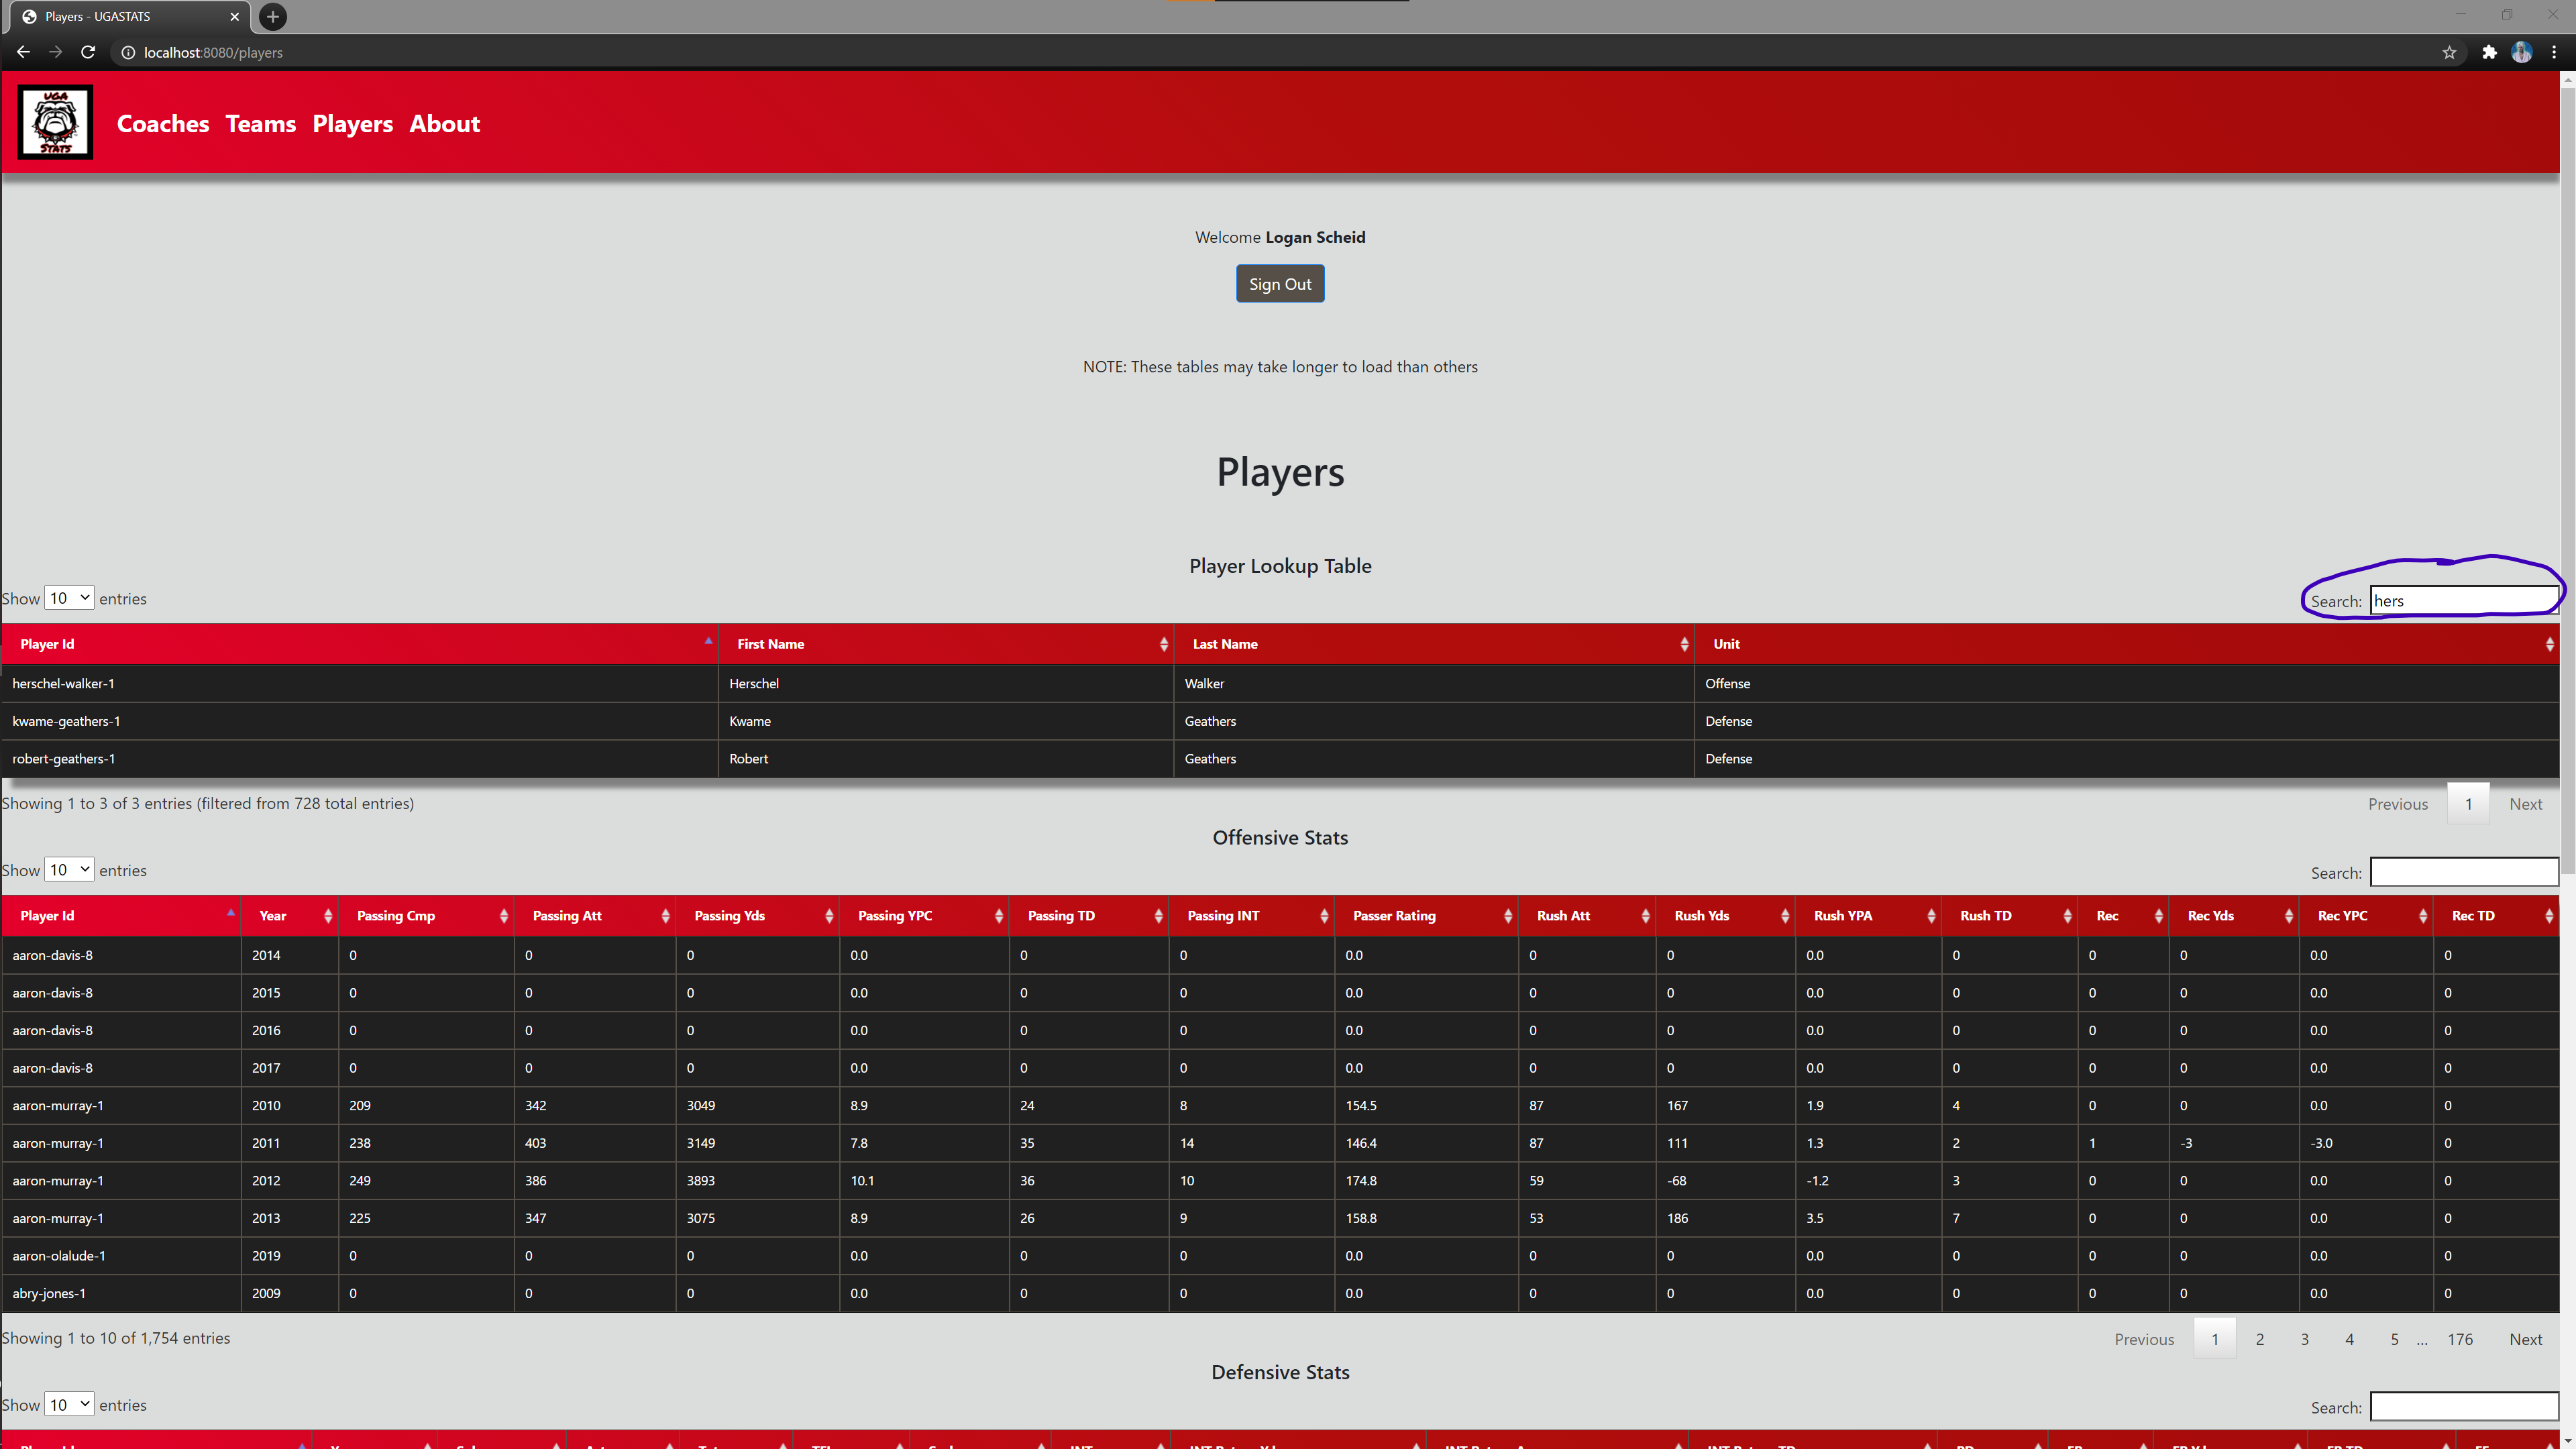 Players - UGASTATS
localhost:8080/players
UGA
STATS
Coaches Teams Players About
Welcome Logan Scheid
Sign Out
NOTE: These tables may take longer to load than others
Players
Player Lookup Table
Show 10 entries Search: hers
Player Id First Name Last Name Unit
herschel-walker-1 Herschel Walker Offense
kwame-geathers-1 Kwame Geathers Defense
robert-geathers-1 Robert Geathers Defense
Showing 1 to 3 of 3 entries (filtered from 728 total entries) Previous 1 Next
Offensive Stats
Show 10 entries Search:
Player Id Year Passing Cmp Passing Att Passing Yds Passing YPC Passing TD Passing INT Passer Rating Rush Att Rush Yds Rush YPA Rush TD Rec Rec Yds Rec YPC Rec TD
aaron-davis-8 2014 0 0 0 0.0 0 0 0.0 0 0 0.0 0 0 0 0.0 0
aaron-davis-8 2015 0 0 0 0.0 0 0 0.0 0 0 0.0 0 0 0 0.0 0
aaron-davis-8 2016 0 0 0 0.0 0 0 0.0 0 0 0.0 0 0 0 0.0 0
aaron-davis-8 2017 0 0 0 0.0 0 0 0.0 0 0 0.0 0 0 0 0.0 0
aaron-murray-1 2010 209 342 3049 8.9 24 8 154.5 87 167 1.9 4 0 0 0.0 0
aaron-murray-1 2011 238 403 3149 7.8 35 14 146.4 87 111 1.3 2 1 -3 -3.0 0
aaron-murray-1 2012 249 386 3893 10.1 36 10 174.8 59 -68 -1.2 3 0 0 0.0 0
aaron-murray-1 2013 225 347 3075 8.9 26 9 158.8 53 186 3.5 7 0 0 0.0 0
aaron-olalude-1 2019 0 0 0 0.0 0 0 0.0 0 0 0.0 0 0 0 0.0 0
abry-jones-1 2009 0 0 0 0.0 0 0 0.0 0 0 0.0 0 0 0 0.0 0
Showing 1 to 10 of 1,754 entries Previous 1 2 3 4 5 ... 176 Next
Defensive Stats
Show 10 entries Search: